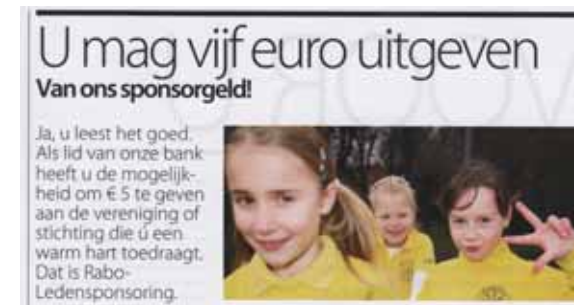 U mag vijf euro uitgeven
Van ons sponsorgeld!
Ja, u leest het goed.
Als lid van onze bank
heeft u de mogelijk-
heid om € 5 te geven
aan de vereniging of
stichting die ú een
warm hart toedraagt.
Dat is Rabo-
Ledensponsoring.